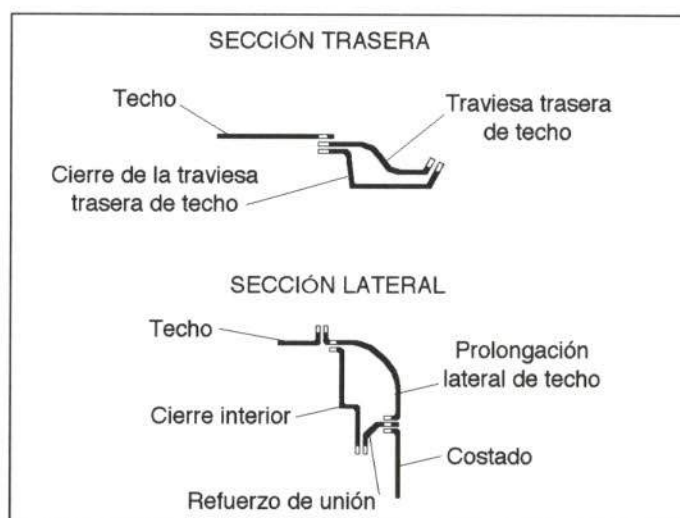 SECCIÓN TRASERA
Techo
Traviesa trasera
de techo
Cierre de la traviesa
trasera de techo
SECCIÓN LATERAL
Techo
Prolongación
lateral de techo
Cierre interior
Costado
Refuerzo de unión